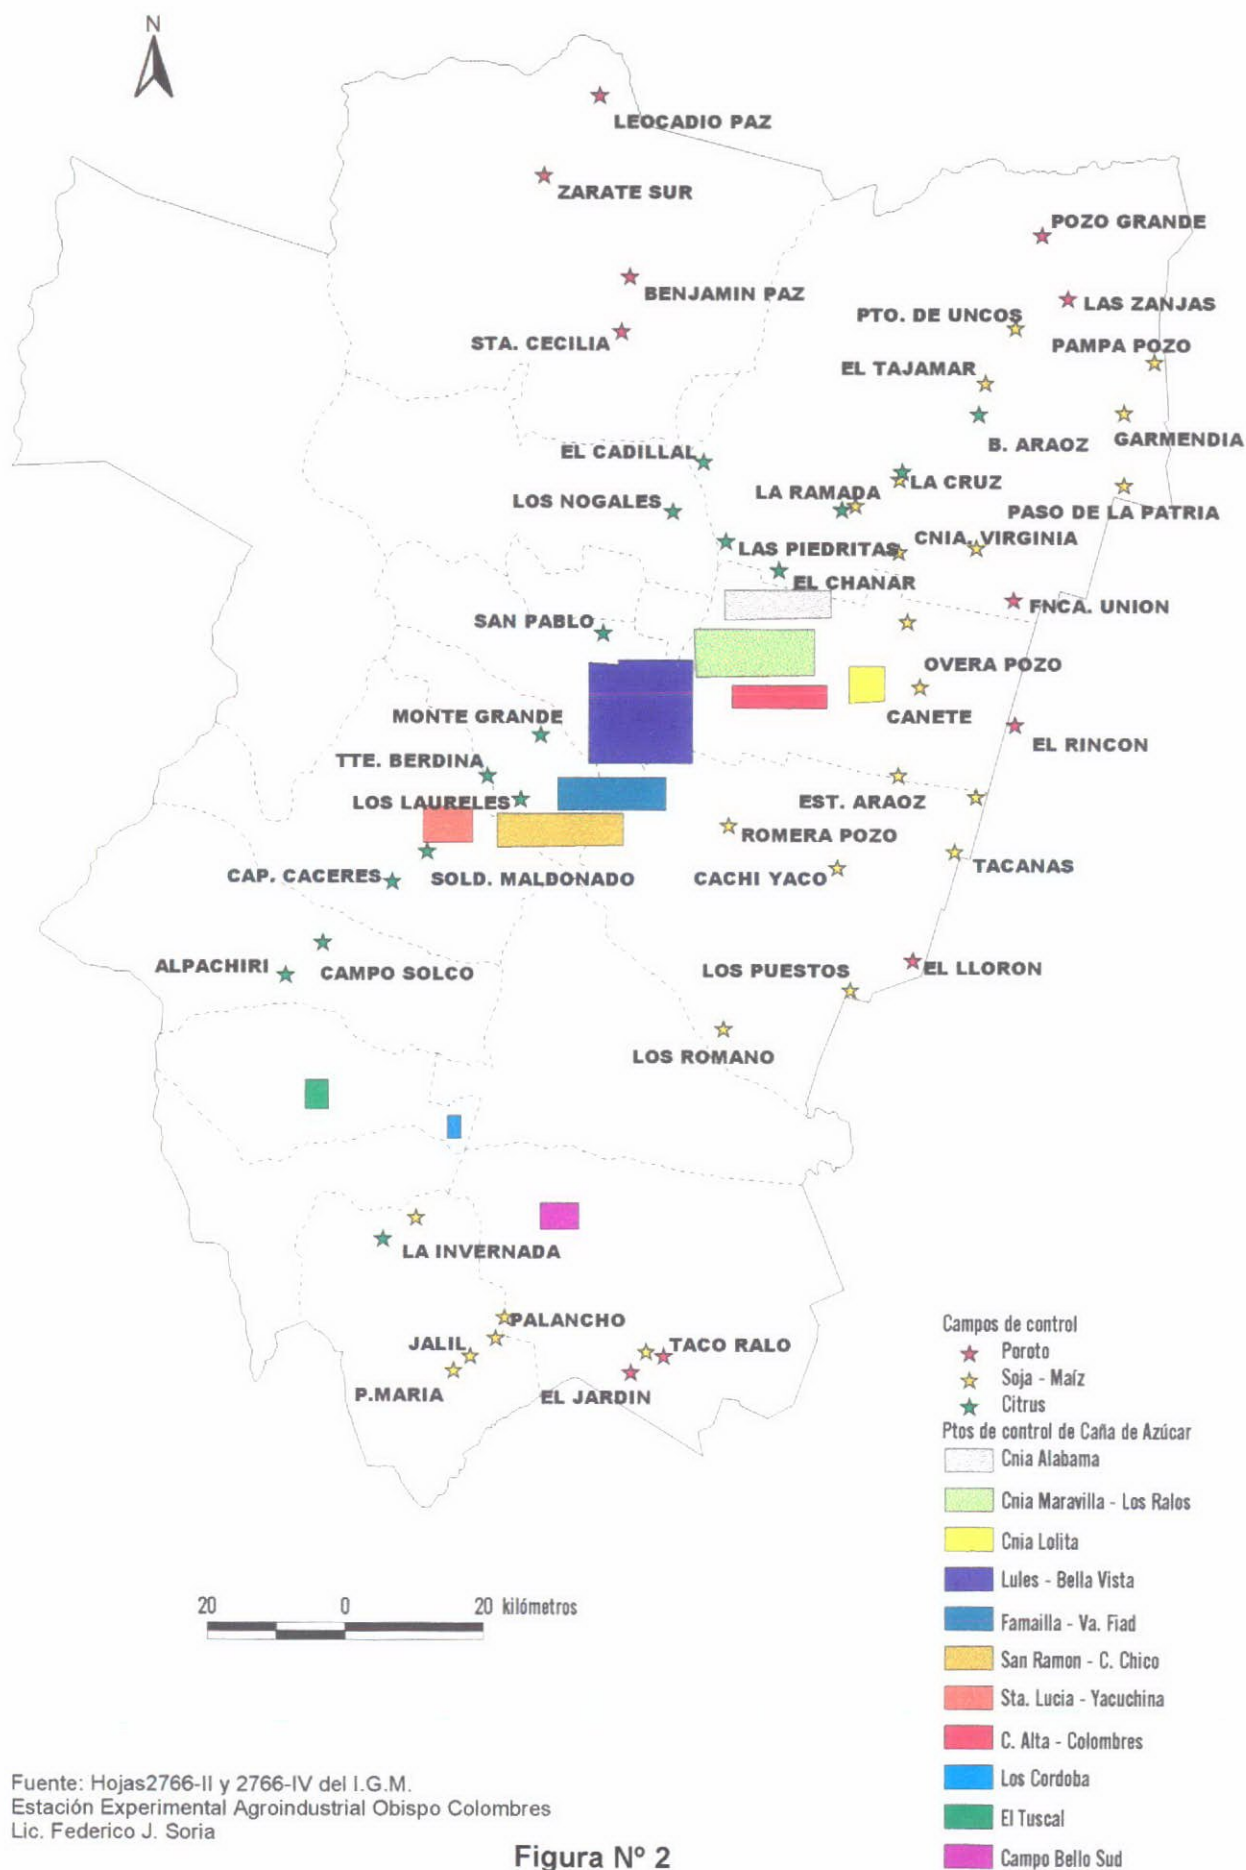 N
LEOCADIO PAZ
ZARATE SUR
POZO GRANDE
BENJAMIN PAZ
LAS ZANJAS
PTO. DE UNCOS
STA. CECILIA
PAMPA POZO
EL TAJAMAR
GARMENDIA
B. ARAOZ
EL CADILLAL
LA CRUZ
LA RAMADA
LOS NOGALES
PASO DE LA PATRIA
CNIA. VIRGINIA
LAS PIEDRITAS
EL CHANAR
FNCA. UNION
SAN PABLO
OVERA POZO
MONTE GRANDE
CANETE
EL RINCON
TTE. BERDINA
LOS LAURELES
EST. ARAOZ
ROMERA POZO
TACANAS
CAP. CACERES
SOLD. MALDONADO
CACHI YACO
ALPACHIRI
CAMPO SOLCO
LOS PUESTOS
EL LLORON
LOS ROMANO
LA INVERNADA
PALANCHO
JALIL
TACO RALO
P.MARIA
EL JARDIN
Campos de control
Poroto
Soja - Maíz
Citrus
Ptos de control de Caña de Azúcar
Cnia Alabama
Cnia Maravilla - Los Ralos
Cnia Lolita
Lules - Bella Vista
Famailla - Va. Fiad
San Ramon - C. Chico
Sta. Lucia - Yacuchina
C. Alta - Colombres
Los Cordoba
El Tuscal
Campo Bello Sud
20 0 20 kilómetros
Fuente: Hojas2766-II y 2766-IV del I.G.M.
Estación Experimental Agroindustrial Obispo Colombres
Lic. Federico J. Soria
Figura Nº 2